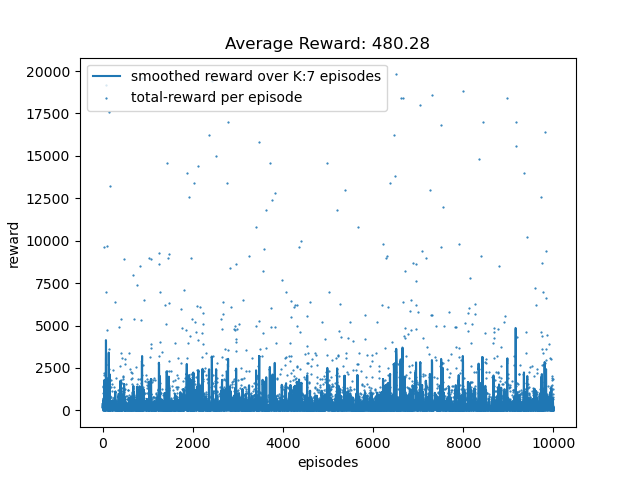 Average Reward: 480.28
smoothed reward over K:7 episodes
total-reward per episode
20000
17500
15000
12500
10000
7500
5000
2500
0
reward
0 2000 4000 6000 8000 10000
episodes